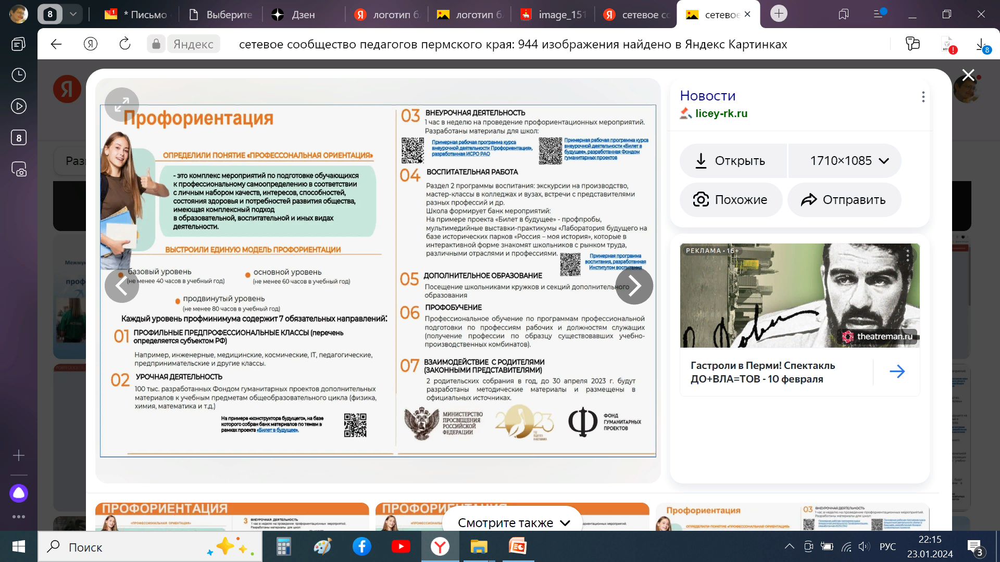 8
* Письмо
Выберите
Дзен
логотип б
логотип б
image_151
сетевое со
сетевое
Яндекс
сетевое сообщество педагогов пермского края: 944 изображения найдено в Яндекс Картинках
8
8
Я
Раз
Профориентация
ОПРЕДЕЛИЛИ ПОНЯТИЕ «ПРОФЕССИОНАЛЬНАЯ ОРИЕНТАЦИЯ»
- это комплекс мероприятий по подготовке обучающихся
к профессиональному самоопределению в соответствии
с личным набором качеств, интересов, способностей,
состояния здоровья и потребностей развития общества,
имеющая комплексный подход
в образовательной, воспитательной и иных видах
деятельности.
ВЫСТРОИЛИ ЕДИНУЮ МОДЕЛЬ ПРОФОРИЕНТАЦИИ
базовый уровень
(не менее 40 часов в учебный год)
основной уровень
(не менее 60 часов в учебный год)
продвинутый уровень
(не менее 80 часов в учебный год)
Каждый уровень профминимума содержит 7 обязательных направлений:
01 ПРОФИЛЬНЫЕ ПРЕДПРОФЕССИОНАЛЬНЫЕ КЛАССЫ (перечень
определяется субъектом РФ)
Например, инженерные, медицинские, космические, IT, педагогические,
предпринимательские и другие классы.
02 УРОЧНАЯ ДЕЯТЕЛЬНОСТЬ
100 тыс. разработанных Фондом гуманитарных проектов дополнительных
материалов к учебным предметам общеобразовательного цикла (физика,
химия, математика и т.д.)
На примере «конструктора будущего», на базе
которого собран банк материалов по темам в
рамках проекта «Билет в будущее».
03 ВНЕУРОЧНАЯ ДЕЯТЕЛЬНОСТЬ
1 час в неделю на проведение профориентационных мероприятий.
Разработаны материалы для школ:
Примерная рабочая программа курса
внеурочной деятельности Профориентация»,
разработанная ИСРО РАО
Примерная рабочая программа курса
внеурочной деятельности «Билет в
будущее», разработанная Фондом
гуманитарных проектов
04 ВОСПИТАТЕЛЬНАЯ РАБОТА
Раздел 2 программы воспитания: экскурсии на производство,
мастер-классы в колледжах и вузах, встречи с представителями
разных профессий и др.
Школа формирует банк мероприятий:
На примере проекта «Билет в будущее» - профпробы,
мультимедийные выставки-практикумы «Лаборатория будущего на
базе исторических парков «Россия – моя история», которые в
интерактивной форме знакомят школьников с рынком труда,
различными отраслями и профессиями.
Примерная программа
воспитания, разработанная
Институтом воспитания
05 ДОПОЛНИТЕЛЬНОЕ ОБРАЗОВАНИЕ
Посещение школьниками кружков и секций дополнительного
образования
06 ПРОФОБУЧЕНИЕ
Профессиональное обучение по программам профессиональной
подготовки по профессиям рабочих и должностям служащих
(получение профессии по образцу существовавших учебно-
производственных комбинатов).
07 ВЗАИМОДЕЙСТВИЕ С РОДИТЕЛЯМИ
(ЗАКОННЫМИ ПРЕДСТАВИТЕЛЯМИ)
2 родительских собрания в год, до 30 апреля 2023 г. будут
разработаны методические материалы и размещены в
официальных источниках.
МИНИСТЕРСТВО
ПРОСВЕЩЕНИЯ
РОССИЙСКОЙ
ФЕДЕРАЦИИ
2023
ФОНД
ГУМАНИТАРНЫХ
ПРОЕКТОВ
Новости
licey-rk.ru
Открыть
1710×1085
Похожие
Отправить
РЕКЛАМА • 16+
theatreman.ru
Гастроли в Перми! Спектакль
ДО+ВЛА=ТОВ - 10 февраля
ПРОФОРИЕНТАЦИЯ
3 ВНЕУРОЧНАЯ ДЕЯТЕЛЬНОСТЬ
ПРОФОРИЕНТАЦИЯ
Профориентация
03 ВНЕУРОЧНАЯ ДЕЯТЕЛЬНОСТЬ
Смотрите также
Поиск
РУС
22:15
23.01.2024
3